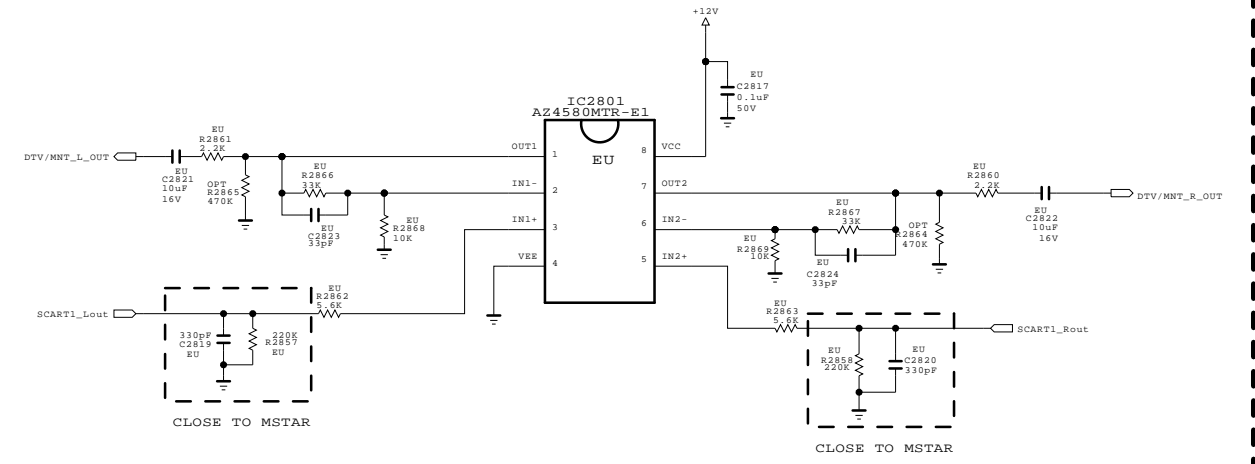 +12V
EU
C2817
0.1uF
50V
IC2801
AZ4580MTR-E1
EU
OUT1
1
IN1-
2
IN1+
3
VEE
4
8
VCC
7
OUT2
6
IN2-
5
IN2+
DTV/MNT_L_OUT
EU
R2861
2.2K
EU
C2821
10uF
16V
OPT
R2865
470K
EU
R2866
33K
EU
C2823
33pF
EU
R2868
10K
SCART1_Lout
EU
R2862
5.6K
330pF
C2819
EU
220K
R2857
EU
CLOSE TO MSTAR
EU
R2860
2.2K
DTV/MNT_R_OUT
EU
C2822
10uF
16V
EU
R2867
33K
OPT
R2864
470K
EU
R2869
10K
EU
C2824
33pF
EU
R2863
5.6K
SCART1_Rout
EU
R2858
220K
EU
C2820
330pF
CLOSE TO MSTAR